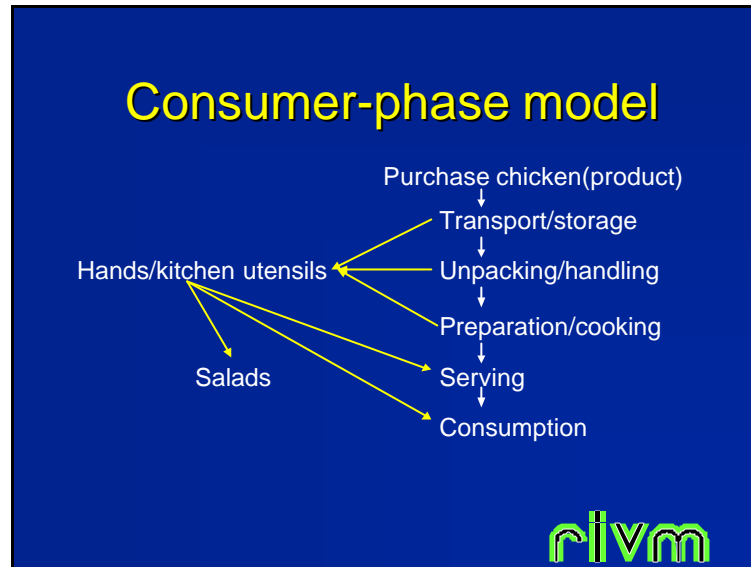 Consumer-phase model
Purchase chicken(product)
Transport/storage
Hands/kitchen utensils
Unpacking/handling
Preparation/cooking
Salads
Serving
Consumption
rivm